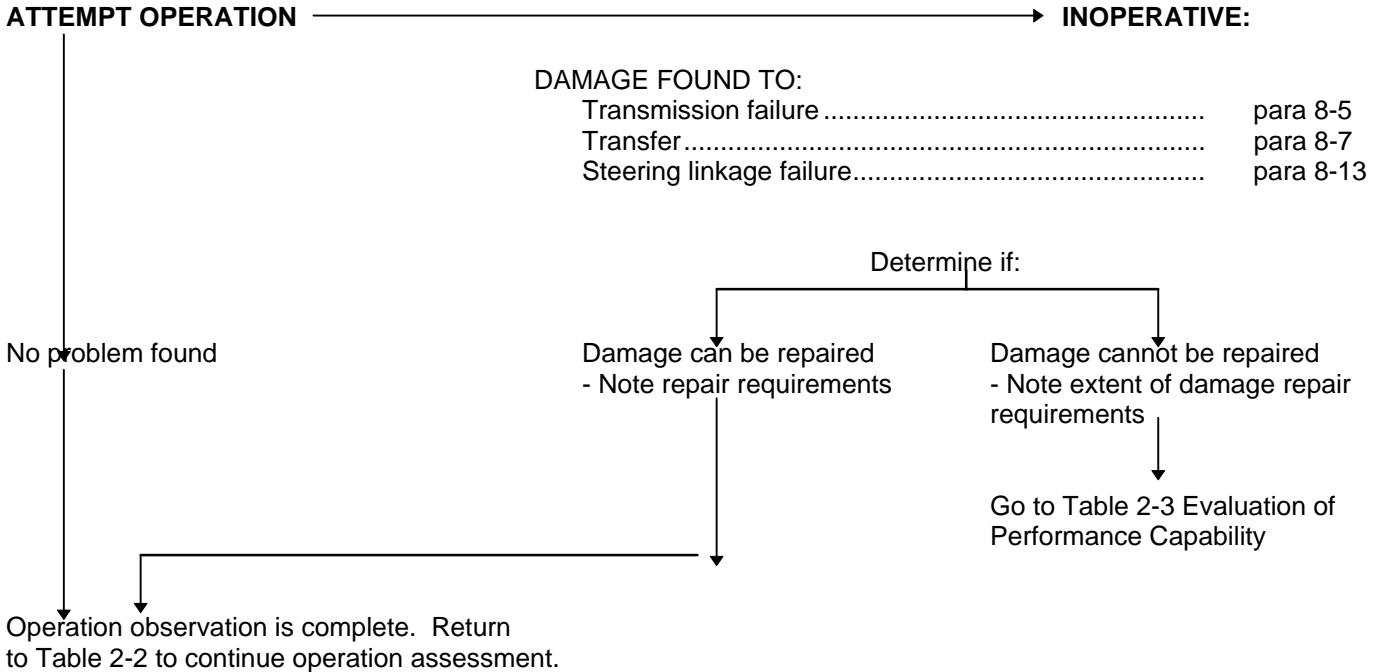 ATTEMPT OPERATION INOPERATIVE:
DAMAGE FOUND TO:
Transmission failure.................................................... para 8-5
Transfer....................................................................... para 8-7
Steering linkage failure................................................ para 8-13
Determine if:
No problem found
Damage can be repaired
- Note repair requirements
Damage cannot be repaired
- Note extent of damage repair
requirements
Go to Table 2-3 Evaluation of
Performance Capability
Operation observation is complete.  Return
to Table 2-2 to continue operation assessment.